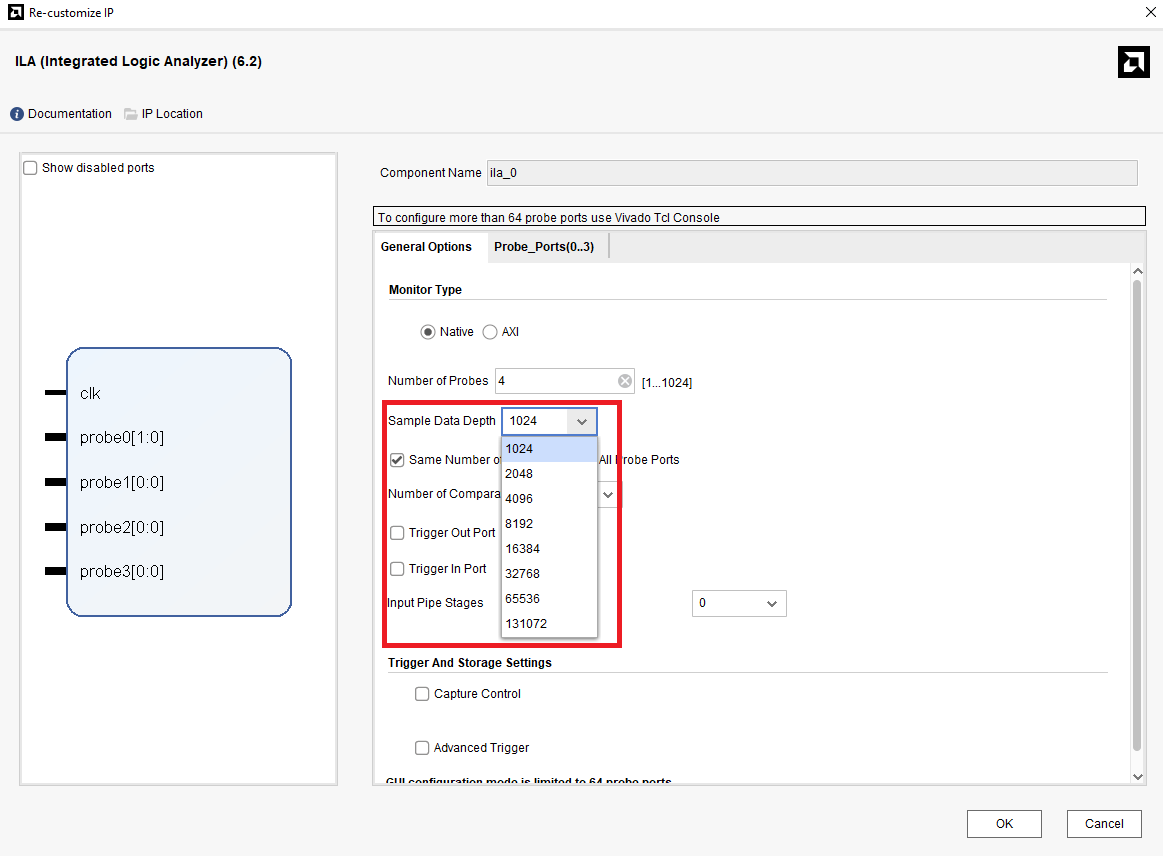 Re-customize IP
ILA (Integrated Logic Analyzer) (6.2)
Documentation IP Location
Show disabled ports
clk
probe0[1:0]
probe1[0:0]
probe2[0:0]
probe3[0:0]
Component Name ila_0
To configure more than 64 probe ports use Vivado Tcl Console
General Options Probe_Ports(0..3)
Monitor Type
Native AXI
Number of Probes 4 [1...1024]
Sample Data Depth 1024
1024
2048
4096
8192
16384
32768
65536
131072
Same Number of All Probe Ports
Number of Compara
Trigger Out Port
Trigger In Port
Input Pipe Stages 0
Trigger And Storage Settings
Capture Control
Advanced Trigger
GUI configuration mode is limited to 64 probe ports
OK Cancel